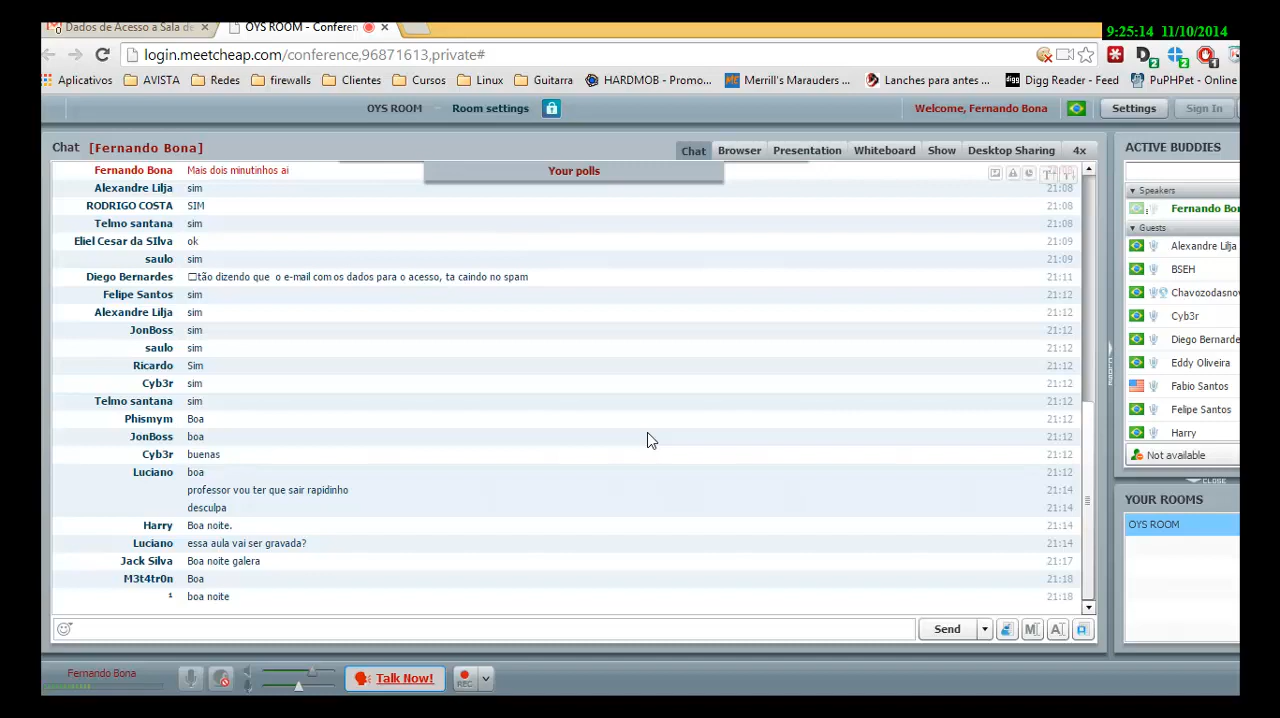 Dados de Acesso a Sala de
OYS ROOM - Conferen
9:25:14 11/10/2014
login.meetcheap.com/conference,96871613,private#
Aplicativos AVISTA Redes firewalls Clientes Cursos Linux Guitarra HARDMOB - Promo... Merrill's Marauders ... Lanches para antes ... Digg Reader - Feed PuPHPet - Online
OYS ROOM Room settings Welcome, Fernando Bona Settings Sign In
Chat [Fernando Bona] Chat Browser Presentation Whiteboard Show Desktop Sharing 4x
Your polls
Fernando Bona Mais dois minutinhos ai
Alexandre Lilja sim 21:08
RODRIGO COSTA SIM 21:08
Telmo santana sim 21:08
Eliel Cesar da SIlva ok 21:09
saulo sim 21:09
Diego Bernardes tão dizendo que o e-mail com os dados para o acesso, ta caindo no spam 21:11
Felipe Santos sim 21:12
Alexandre Lilja sim 21:12
JonBoss sim 21:12
saulo sim 21:12
Ricardo Sim 21:12
Cyb3r sim 21:12
Telmo santana sim 21:12
Phismym Boa 21:12
JonBoss boa 21:12
Cyb3r buenas 21:12
Luciano boa 21:12
professor vou ter que sair rapidinho 21:14
desculpa 21:14
Harry Boa noite. 21:14
Luciano essa aula vai ser gravada? 21:14
Jack Silva Boa noite galera 21:17
M3t4tr0n Boa 21:18
¹ boa noite 21:18
Send
Fernando Bona Talk Now! REC
ACTIVE BUDDIES
Speakers
Fernando Bon
Guests
Alexandre Lilja
BSEH
Chavozodasnov
Cyb3r
Diego Bernarde
Eddy Oliveira
Fabio Santos
Felipe Santos
Harry
Not available
CLOSE
YOUR ROOMS
OYS ROOM